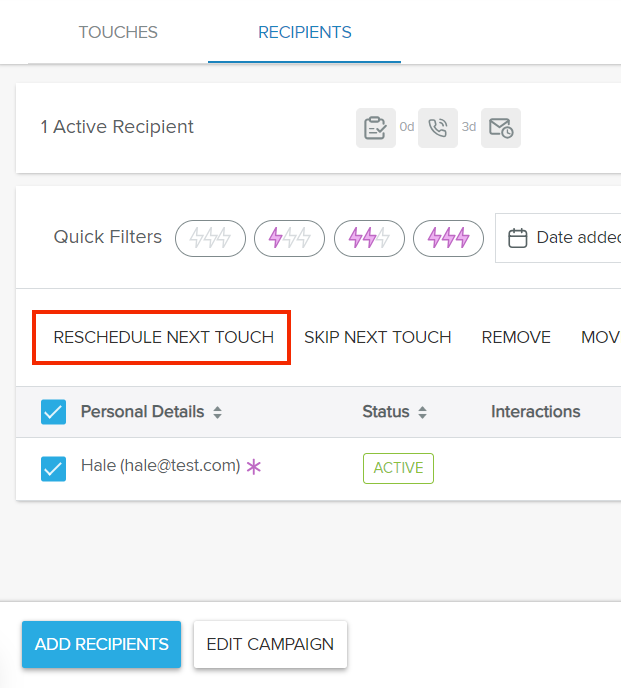 TOUCHES RECIPIENTS
1 Active Recipient 0d 3d
Quick Filters Date added
RESCHEDULE NEXT TOUCH SKIP NEXT TOUCH REMOVE MOV
Personal Details Status Interactions
Hale (hale@test.com) ACTIVE
ADD RECIPIENTS EDIT CAMPAIGN